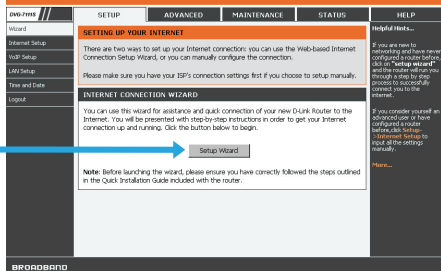 DVG-7111S
SETUP
ADVANCED
MAINTENANCE
STATUS
HELP
Wizard
Internet Setup
VoIP Setup
LAN Setup
Time and Date
Logout
SETTING UP YOUR INTERNET
There are two ways to set up your Internet connection: you can use the Web-based Internet
Connection Setup Wizard, or you can manually configure the connection.
Please make sure you have your ISP's connection settings first if you choose to setup manually.
INTERNET CONNECTION WIZARD
You can use this wizard for assistance and quick connection of your new D-Link Router to the
Internet. You will be presented with step-by-step instructions in order to get your Internet
connection up and running. Click the button below to begin.
Setup Wizard
Note: Before launching the wizard, please ensure you have correctly followed the steps outlined
in the Quick Installation Guide included with the router.
Helpful Hints...
If you are new to
networking and have never
configured a router before,
click on "setup wizard"
and the router will run you
through a step by step
process to successfully
connect you to the
internet.
If you consider yourself an
advanced user or have
configured a router
before,click Setup-
>Internet Setup to
input all the settings
manually.
More...
BROADBAND